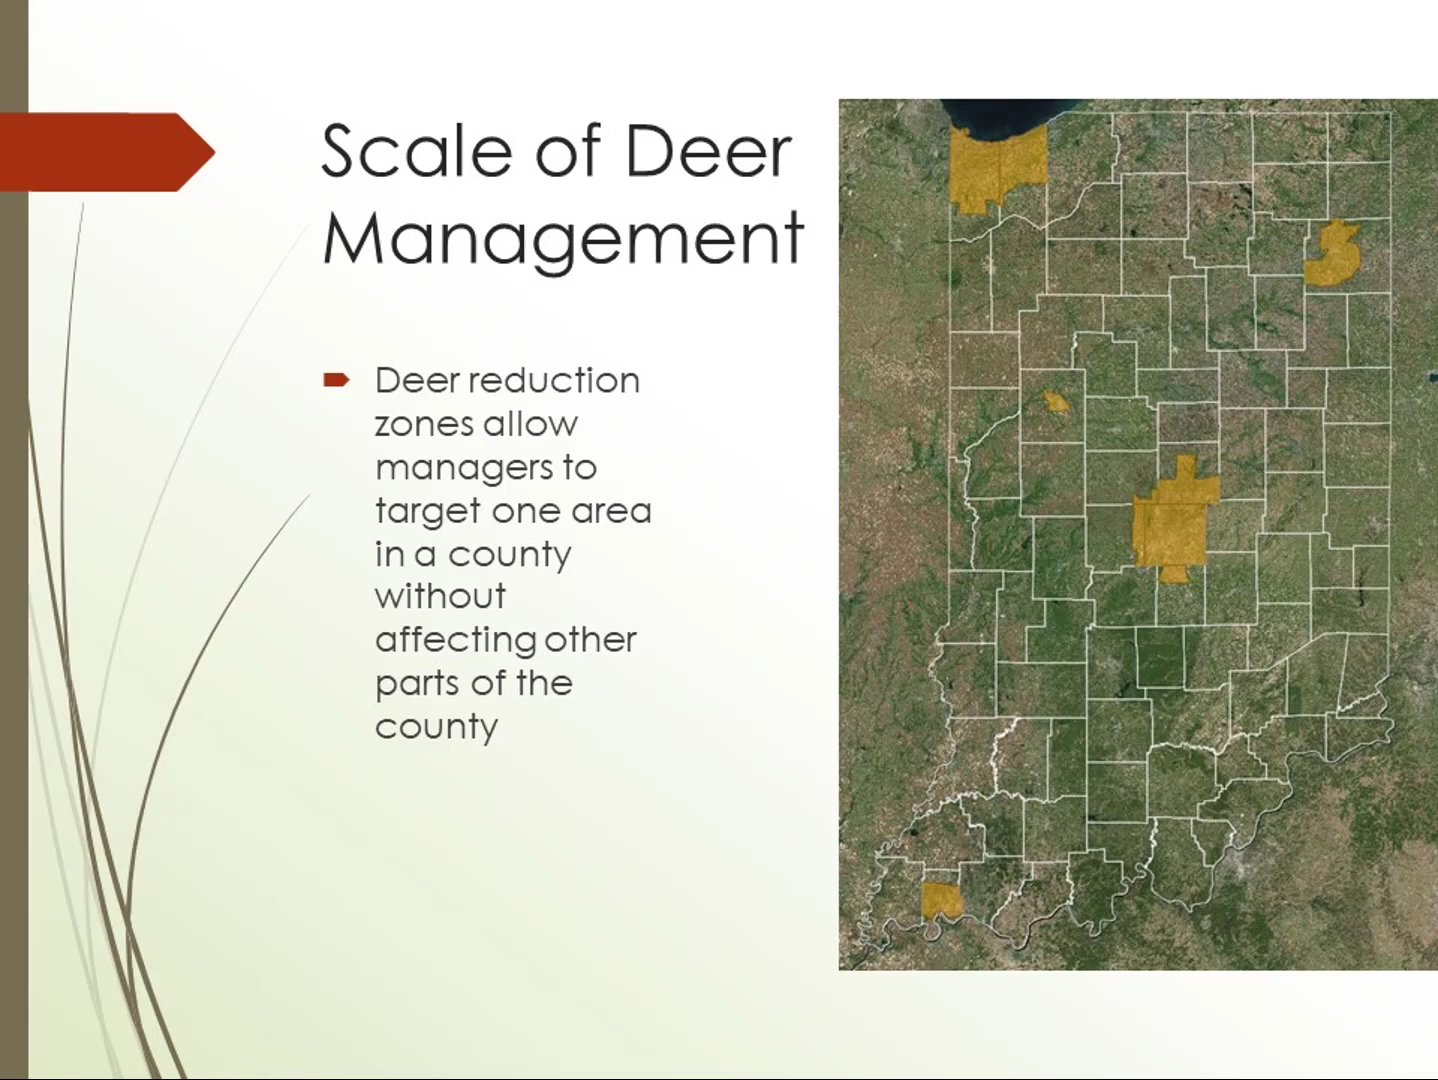 Scale of Deer
Management
Deer reduction
zones allow
managers to
target one area
in a county
without
affecting other
parts of the
county